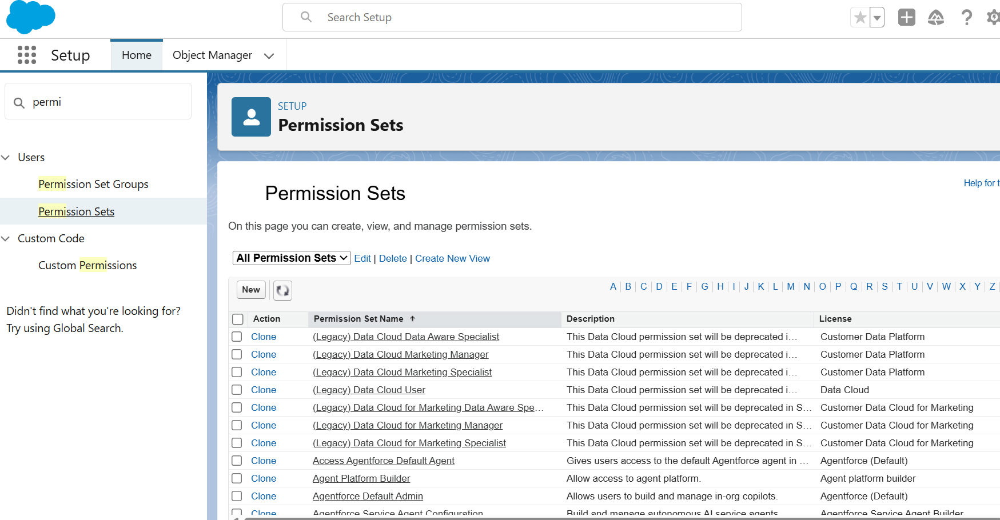 Search Setup
Setup
Home
Object Manager
permi
Users
Permission Set Groups
Permission Sets
Custom Code
Custom Permissions
Didn't find what you're looking for?
Try using Global Search.
SETUP
Permission Sets
Help for t
Permission Sets
On this page you can create, view, and manage permission sets.
All Permission Sets Edit | Delete | Create New View
New A | B | C | D | E | F | G | H | I | J | K | L | M | N | O | P | Q | R | S | T | U | V | W | X | Y | Z |
Action Permission Set Name ↑ Description License
Clone (Legacy) Data Cloud Data Aware Specialist This Data Cloud permission set will be deprecated i... Customer Data Platform
Clone (Legacy) Data Cloud Marketing Manager This Data Cloud permission set will be deprecated i... Customer Data Platform
Clone (Legacy) Data Cloud Marketing Specialist This Data Cloud permission set will be deprecated i... Customer Data Platform
Clone (Legacy) Data Cloud User This Data Cloud permission set will be deprecated i... Data Cloud
Clone (Legacy) Data Cloud for Marketing Data Aware Spe... This Data Cloud permission set will be deprecated in S... Customer Data Cloud for Marketing
Clone (Legacy) Data Cloud for Marketing Manager This Data Cloud permission set will be deprecated in S... Customer Data Cloud for Marketing
Clone (Legacy) Data Cloud for Marketing Specialist This Data Cloud permission set will be deprecated in S... Customer Data Cloud for Marketing
Clone Access Agentforce Default Agent Gives users access to the default Agentforce agent in ... Agentforce (Default)
Clone Agent Platform Builder Allow access to agent platform. Agent platform builder
Clone Agentforce Default Admin Allows users to build and manage in-org copilots. Agentforce (Default)
Clone Agentforce Service Agent Configuration Build and manage autonomous AI service agents Agentforce Service Agent Builder